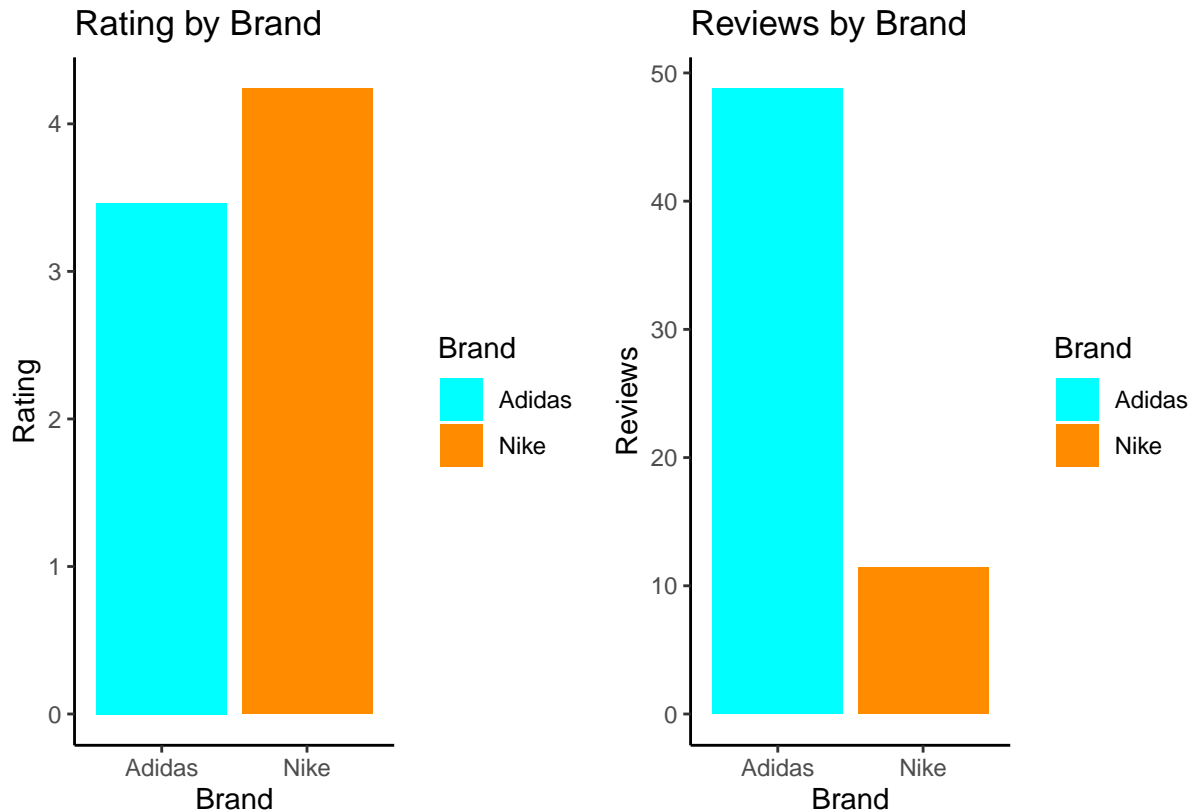 Rating by Brand
4
3
2
1
0
Rating
Adidas
Nike
Brand
Brand
Adidas
Nike
Reviews by Brand
50
40
30
20
10
0
Reviews
Adidas
Nike
Brand
Brand
Adidas
Nike